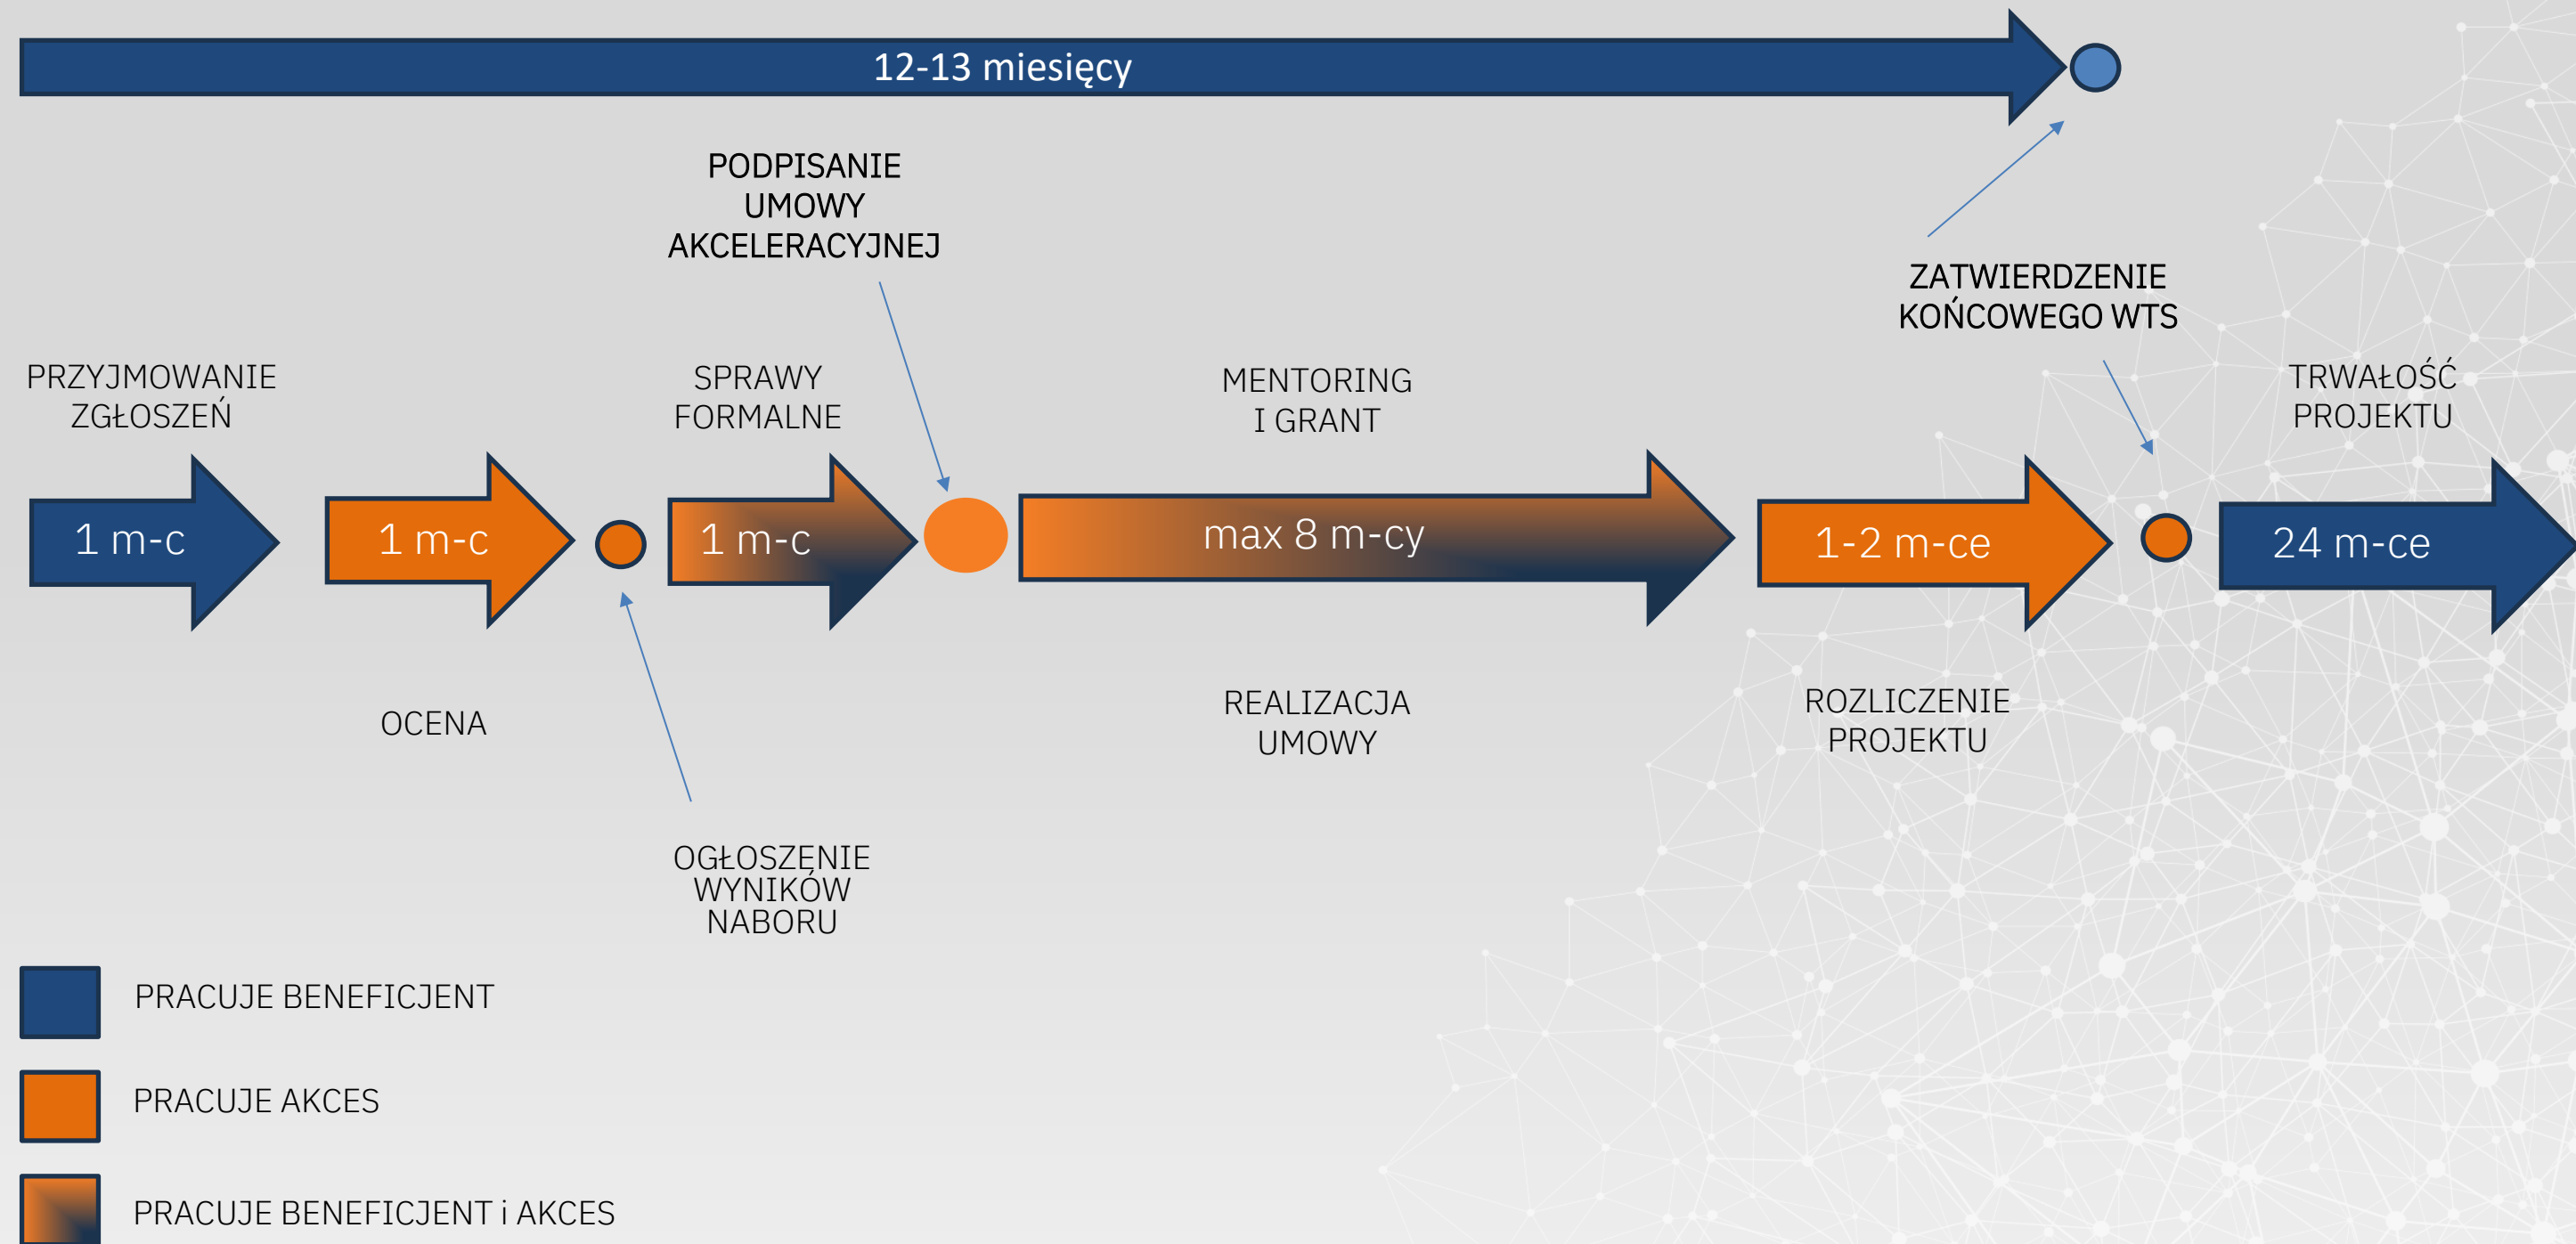 12-13 miesięcy
PODPISANIE
UMOWY
AKCELERACYJNEJ
ZATWIERDZENIE
KOŃCOWEGO WTS
PRZYJMOWANIE
ZGŁOSZEŃ
SPRAWY
FORMALNE
MENTORING
I GRANT
TRWAŁOŚĆ
PROJEKTU
1 m-c
1 m-c
1 m-c
max 8 m-cy
1-2 m-ce
24 m-ce
OCENA
REALIZACJA
UMOWY
ROZLICZENIE
PROJEKTU
OGŁOSZENIE
WYNIKÓW
NABORU
PRACUJE BENEFICJENT
PRACUJE AKCES
PRACUJE BENEFICJENT i AKCES